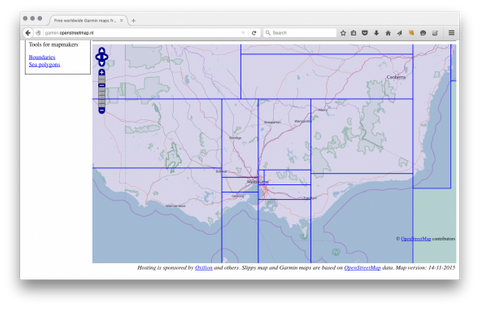 Free worldwide Garmin maps f...
garmin.openstreetmap.nl
Search
Tools for mapmakers
Boundaries
Sea polygons
Canberra
© OpenStreetMap contributors
Hosting is sponsored by Oxilion and others. Slippy map and Garmin maps are based on OpenStreetMap data. Map version: 14-11-2015